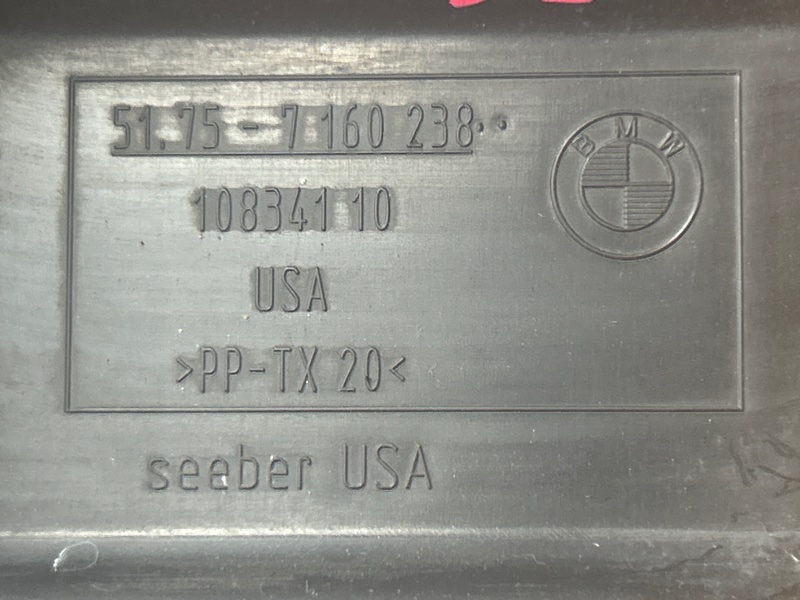 51.75 - 7 160 238··
BMW
108341 10
USA
>PP-TX 20<
seeber USA